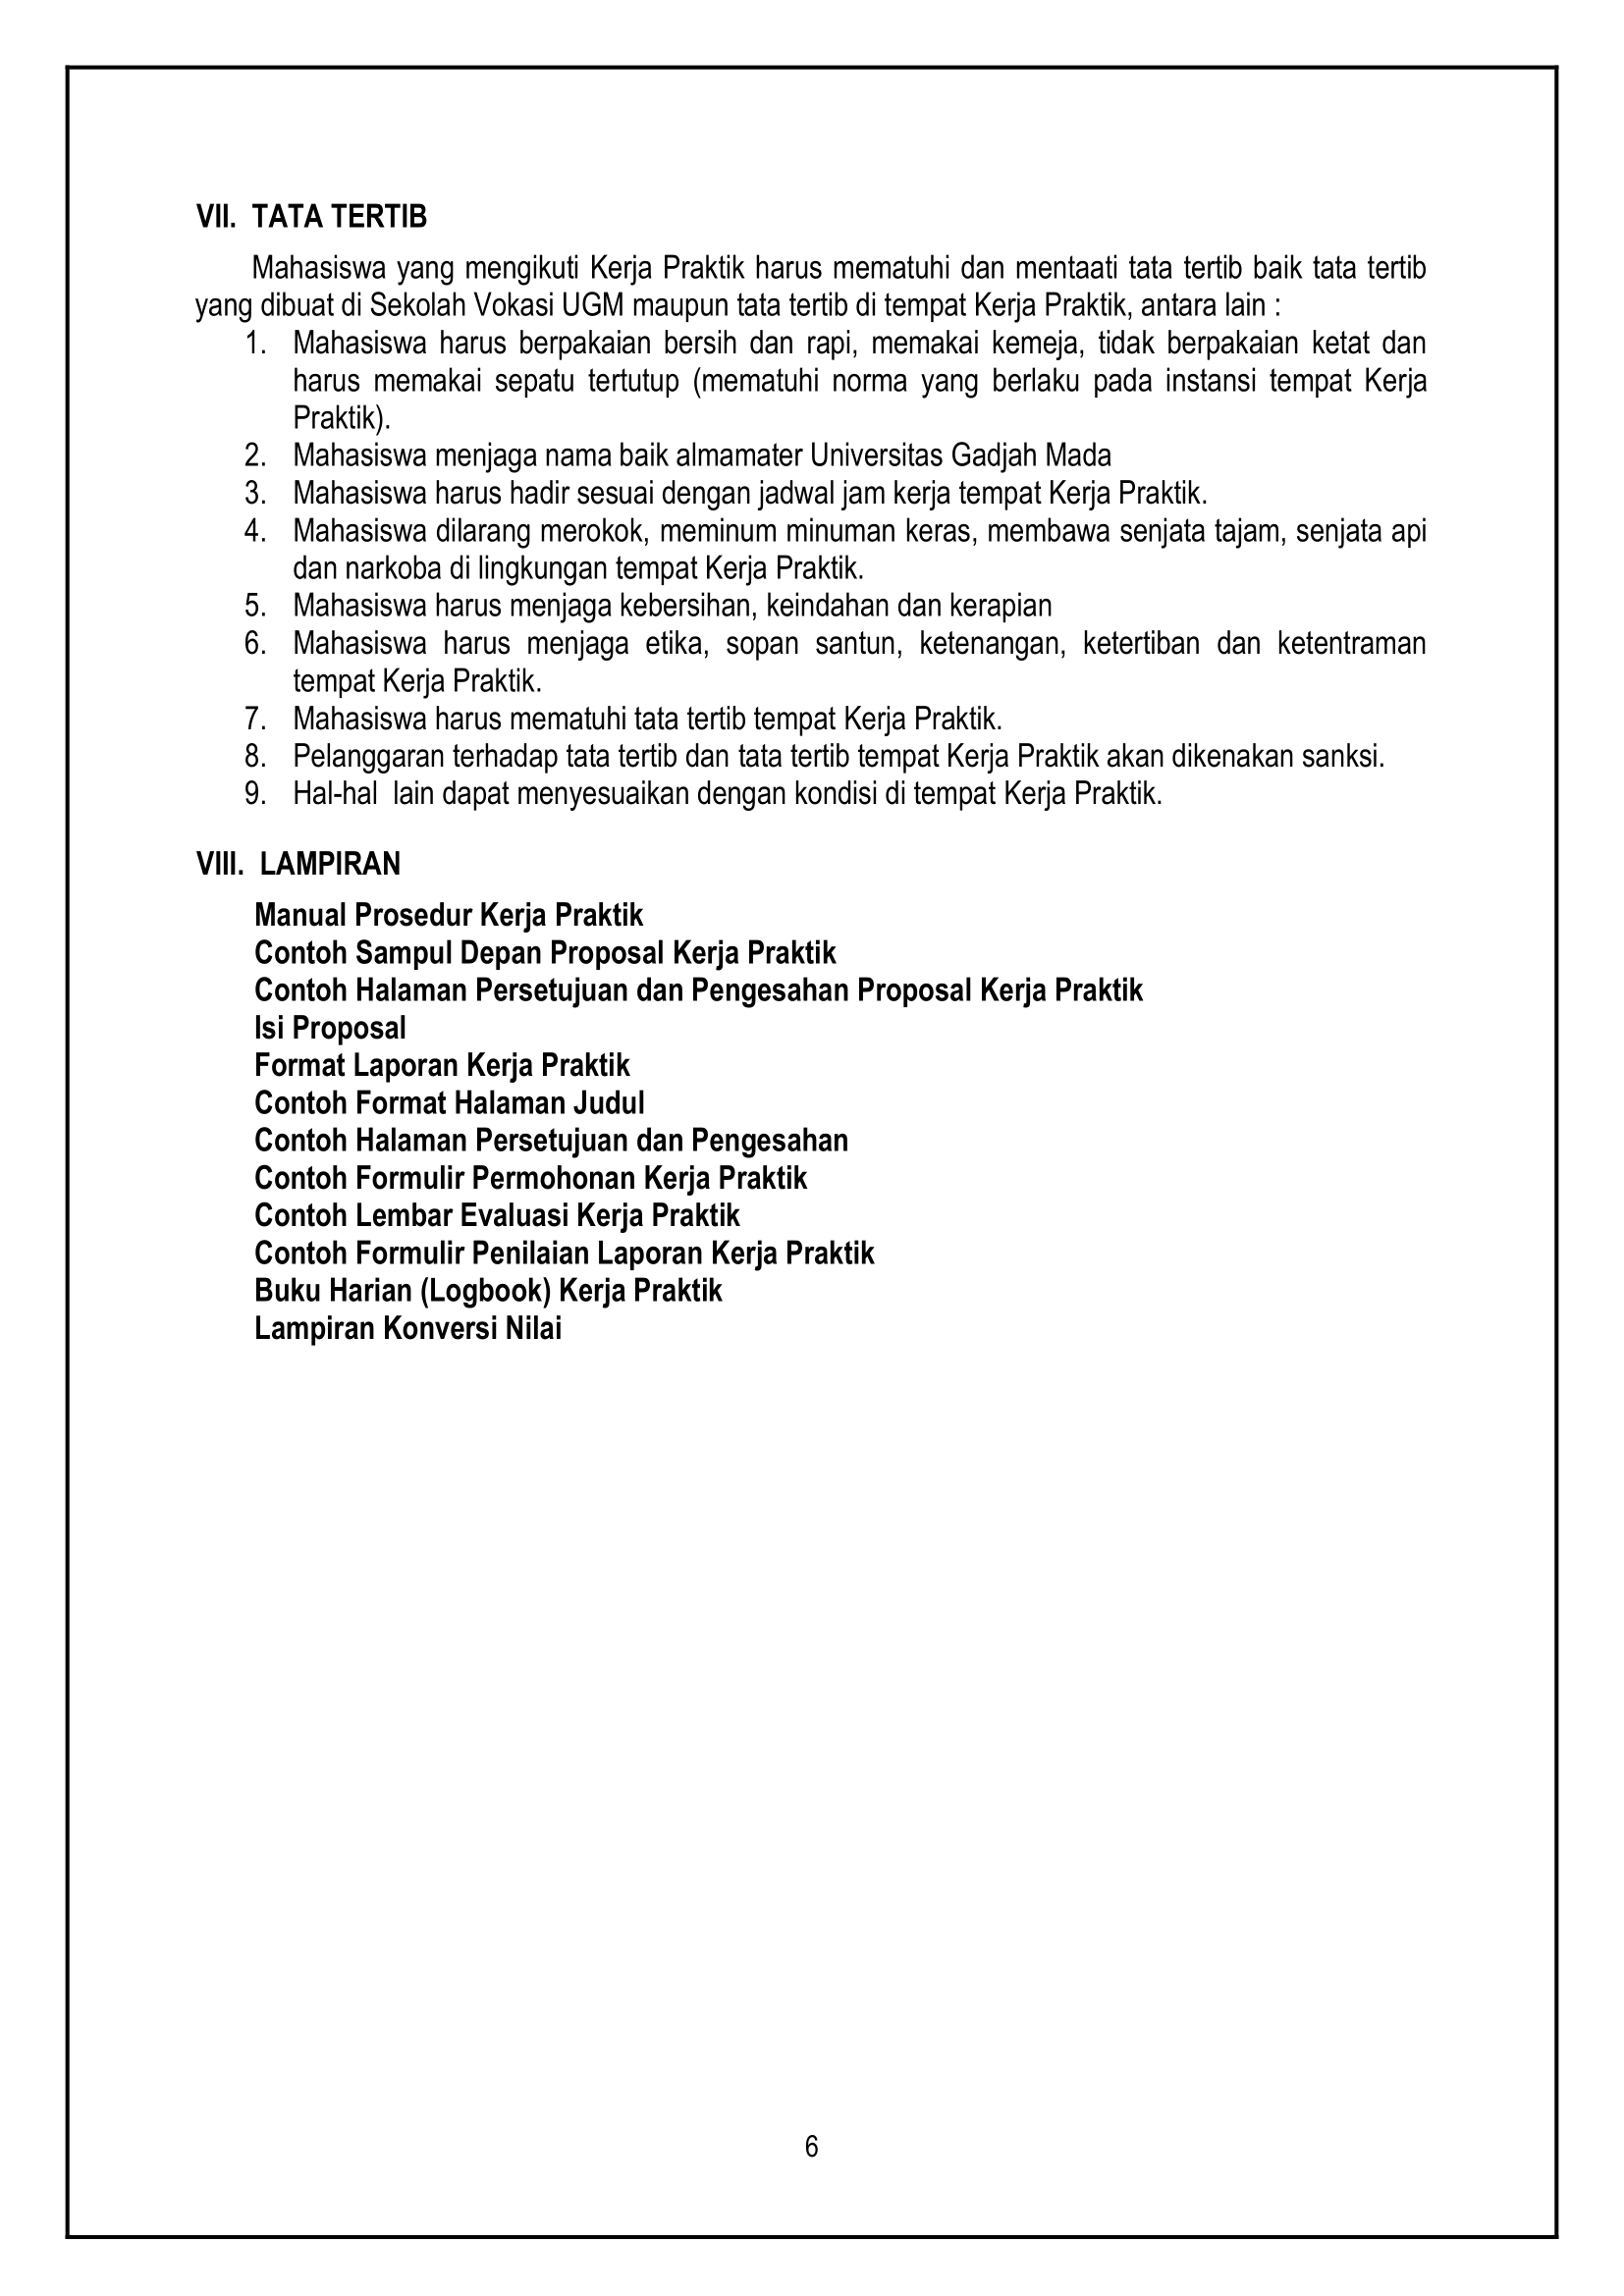 VII. TATA TERTIB
Mahasiswa yang mengikuti Kerja Praktik harus mematuhi dan mentaati tata tertib baik tata tertib
yang dibuat di Sekolah Vokasi UGM maupun tata tertib di tempat Kerja Praktik, antara lain :
1. Mahasiswa harus berpakaian bersih dan rapi, memakai kemeja, tidak berpakaian ketat dan
harus memakai sepatu tertutup (mematuhi norma yang berlaku pada instansi tempat Kerja
Praktik).
2. Mahasiswa menjaga nama baik almamater Universitas Gadjah Mada
3. Mahasiswa harus hadir sesuai dengan jadwal jam kerja tempat Kerja Praktik.
4. Mahasiswa dilarang merokok, meminum minuman keras, membawa senjata tajam, senjata api
dan narkoba di lingkungan tempat Kerja Praktik.
5. Mahasiswa harus menjaga kebersihan, keindahan dan kerapian
6. Mahasiswa harus menjaga etika, sopan santun, ketenangan, ketertiban dan ketentraman
tempat Kerja Praktik.
7. Mahasiswa harus mematuhi tata tertib tempat Kerja Praktik.
8. Pelanggaran terhadap tata tertib dan tata tertib tempat Kerja Praktik akan dikenakan sanksi.
9. Hal-hal lain dapat menyesuaikan dengan kondisi di tempat Kerja Praktik.
VIII. LAMPIRAN
Manual Prosedur Kerja Praktik
Contoh Sampul Depan Proposal Kerja Praktik
Contoh Halaman Persetujuan dan Pengesahan Proposal Kerja Praktik
Isi Proposal
Format Laporan Kerja Praktik
Contoh Format Halaman Judul
Contoh Halaman Persetujuan dan Pengesahan
Contoh Formulir Permohonan Kerja Praktik
Contoh Lembar Evaluasi Kerja Praktik
Contoh Formulir Penilaian Laporan Kerja Praktik
Buku Harian (Logbook) Kerja Praktik
Lampiran Konversi Nilai
6